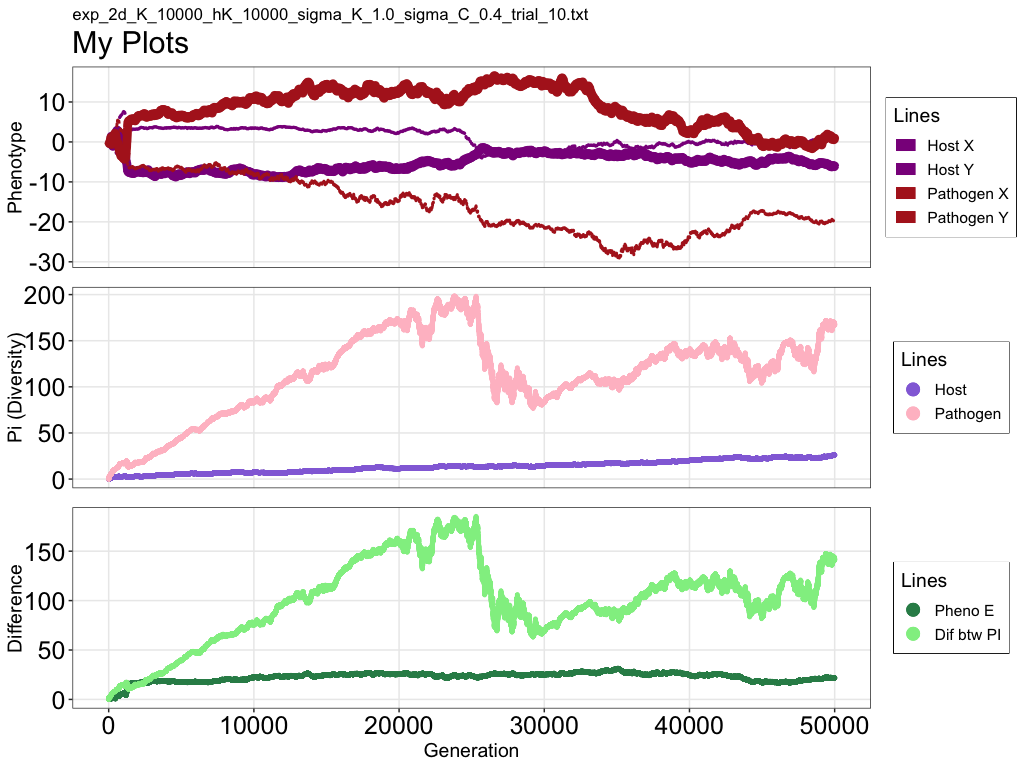 exp_2d_K_10000_hK_10000_sigma_K_1.0_sigma_C_0.4_trial_10.txt
My Plots
Phenotype
10
0
-10
-20
-30
Lines
Host X
Host Y
Pathogen X
Pathogen Y
Pi (Diversity)
200
150
100
50
0
Lines
Host
Pathogen
Difference
150
100
50
0
Lines
Pheno E
Dif btw PI
0 10000 20000 30000 40000 50000
Generation